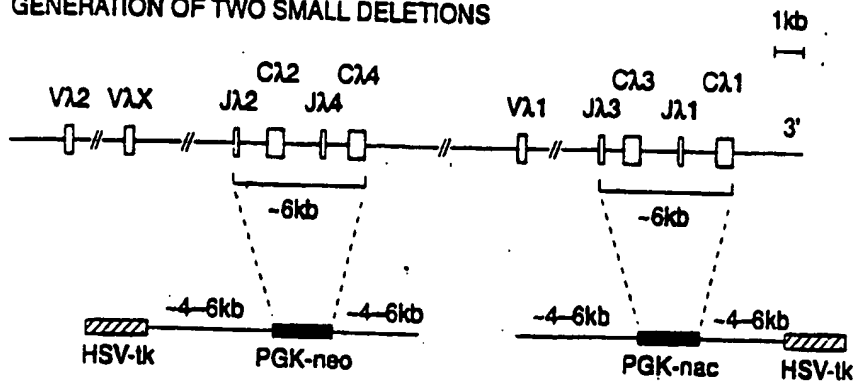 GENERATION OF TWO SMALL DELETIONS
1kb
Vλ2 VλX Jλ2 Cλ2 Jλ4 Cλ4 Vλ1 Jλ3 Cλ3 Jλ1 Cλ1 3'
~6kb ~6kb
~4–6kb ~4–6kb ~4–6kb ~4–6kb
HSV-tk PGK-neo PGK-nac HSV-tk